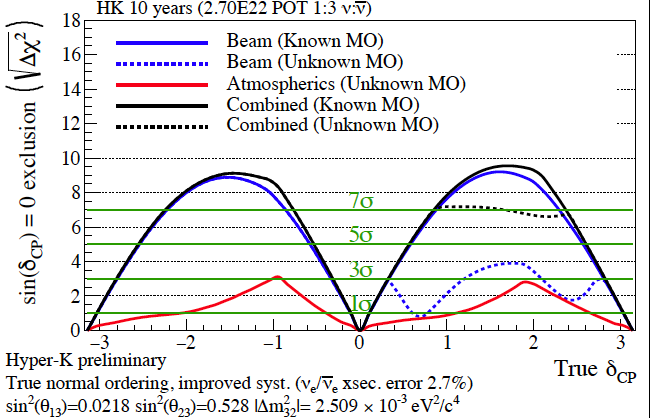 HK 10 years (2.70E22 POT 1:3 ν:ν̅)
18
16
14
12
10
8
6
4
2
0
sin(δCP) = 0 exclusion (√Δχ²)
Beam (Known MO)
Beam (Unknown MO)
Atmospherics (Unknown MO)
Combined (Known MO)
Combined (Unknown MO)
7σ
5σ
3σ
1σ
−3 −2 −1 0 1 2 3
True δCP
Hyper-K preliminary
True normal ordering, improved syst. (νe/ν̅e xsec. error 2.7%)
sin²(θ13)=0.0218 sin²(θ23)=0.528 |Δm²32|= 2.509 × 10⁻³ eV²/c⁴